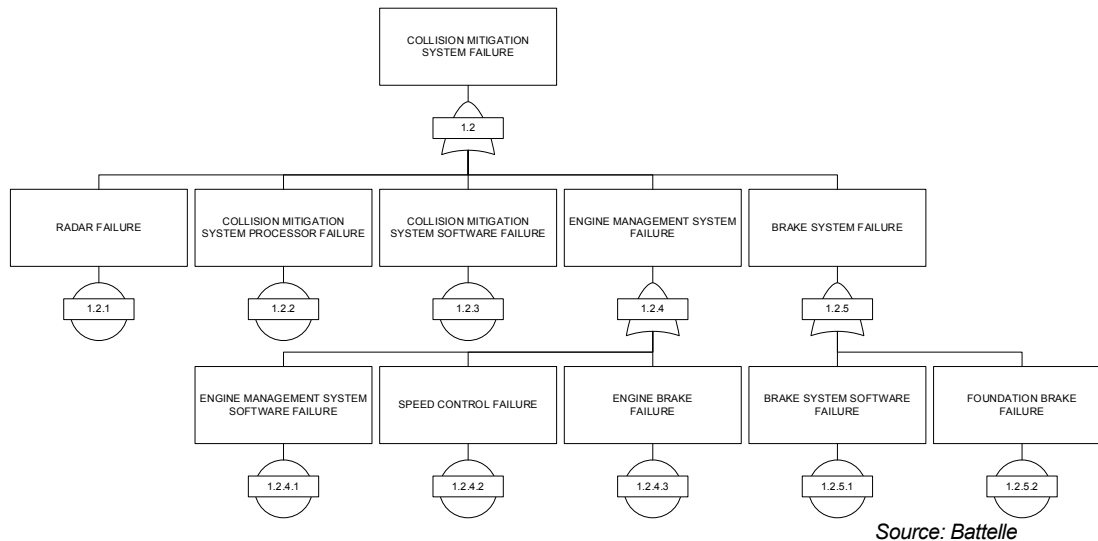 COLLISION MITIGATION
SYSTEM FAILURE
1.2
RADAR FAILURE
COLLISION MITIGATION
SYSTEM PROCESSOR FAILURE
COLLISION MITIGATION
SYSTEM SOFTWARE FAILURE
ENGINE MANAGEMENT SYSTEM
FAILURE
BRAKE SYSTEM FAILURE
1.2.1
1.2.2
1.2.3
1.2.4
1.2.5
ENGINE MANAGEMENT SYSTEM
SOFTWARE FAILURE
SPEED CONTROL FAILURE
ENGINE BRAKE
FAILURE
BRAKE SYSTEM SOFTWARE
FAILURE
FOUNDATION BRAKE
FAILURE
1.2.4.1
1.2.4.2
1.2.4.3
1.2.5.1
1.2.5.2
Source: Battelle